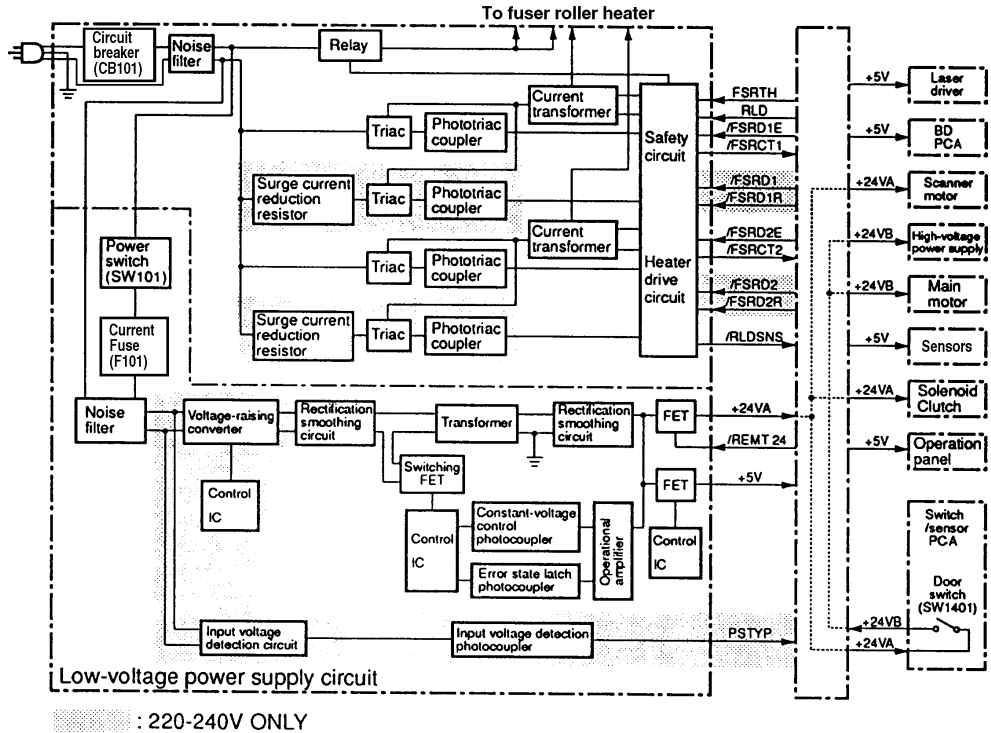 To fuser roller heater
Circuit
breaker
(CB101)
Noise
filter
Relay
Current
transformer
Triac
Phototriac
coupler
Safety
circuit
Surge current
reduction
resistor
Triac
Phototriac
coupler
Current
transformer
Triac
Phototriac
coupler
Heater
drive
circuit
Surge current
reduction
resistor
Triac
Phototriac
coupler
Power
switch
(SW101)
Current
Fuse
(F101)
FSRTH
RLD
/FSRD1E
/FSRCT1
/FSRD1
/FSRD1R
/FSRD2E
/FSRCT2
/FSRD2
/FSRD2R
/RLDSNS
+5V
Laser
driver
+5V
BD
PCA
+24VA
Scanner
motor
+24VB
High-voltage
power supply
+24VB
Main
motor
+5V
Sensors
+24VA
Solenoid
Clutch
+5V
Operation
panel
Noise
filter
Voltage-raising
converter
Rectification
smoothing
circuit
Transformer
Rectification
smoothing
circuit
FET
+24VA
/REMT 24
Switching
FET
FET
+5V
Control
IC
Control
IC
Constant-voltage
control
photocoupler
Error state latch
photocoupler
Operational
amplifier
Control
IC
Switch
/sensor
PCA
Door
switch
(SW1401)
+24VB
+24VA
Input voltage
detection circuit
Input voltage detection
photocoupler
PSTYP
Low-voltage power supply circuit
: 220-240V ONLY